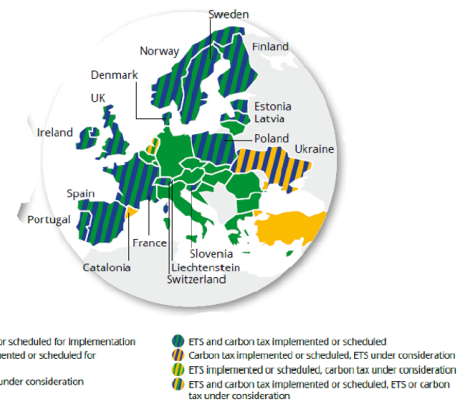 Sweden
Norway
Finland
Denmark
UK
Estonia
Latvia
Ireland
Poland
Ukraine
Spain
Portugal
France
Slovenia
Catalonia
Liechtenstein
Switzerland
or scheduled for implementation
ented or scheduled for
under consideration
ETS and carbon tax implemented or scheduled
Carbon tax implemented or scheduled, ETS under consideration
ETS implemented or scheduled, carbon tax under consideration
ETS and carbon tax implemented or scheduled, ETS or carbon
tax under consideration